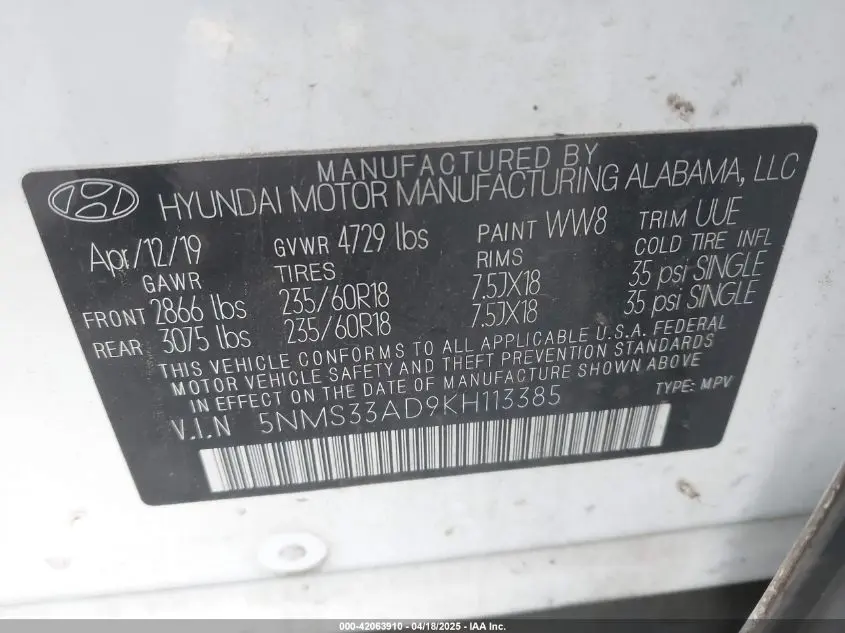 MANUFACTURED BY
HYUNDAI MOTOR MANUFACTURING ALABAMA, LLC
Apr/12/19 GVWR 4729 lbs PAINT WW8 TRIM UUE
GAWR TIRES RIMS COLD TIRE INFL
FRONT 2866 lbs 235/60R18 7.5JX18 35 psi SINGLE
REAR 3075 lbs 235/60R18 7.5JX18 35 psi SINGLE
THIS VEHICLE CONFORMS TO ALL APPLICABLE U.S.A. FEDERAL
MOTOR VEHICLE SAFETY AND THEFT PREVENTION STANDARDS
IN EFFECT ON THE DATE OF MANUFACTURE SHOWN ABOVE
V.I.N 5NMS33AD9KH113385 TYPE: MPV
000-42063910 - 04/18/2025 - IAA Inc.